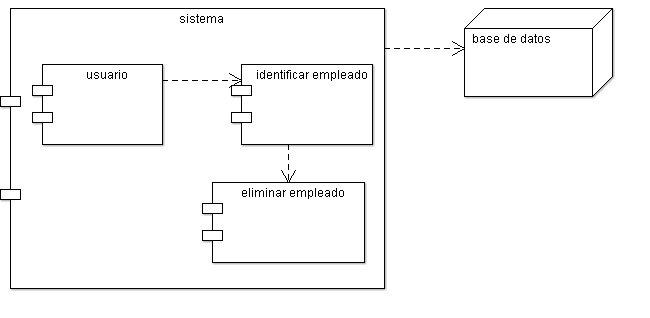 sistema
base de datos
usuario
identificar empleado
eliminar empleado